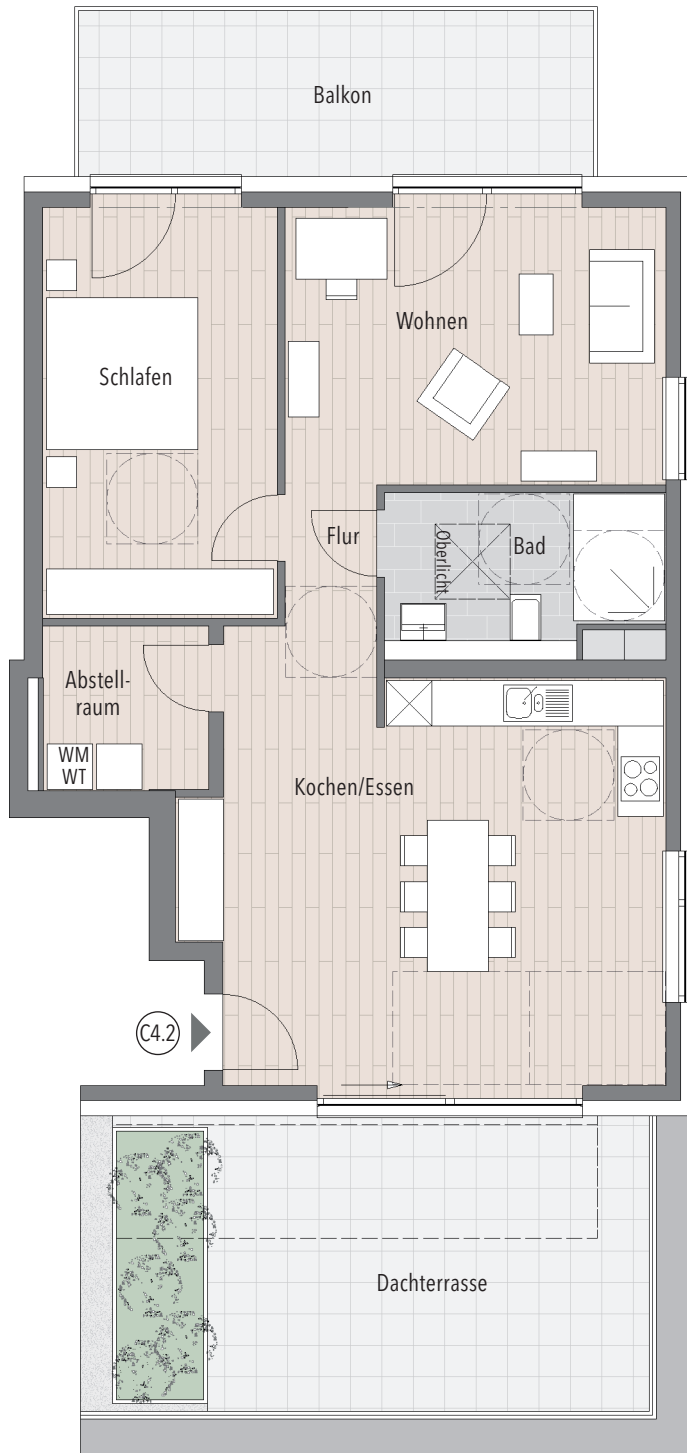 Balkon
Wohnen
Schlafen
Flur
Oberlicht
Bad
Abstell-
raum
WM
WT
Kochen/Essen
C4.2
Dachterrasse